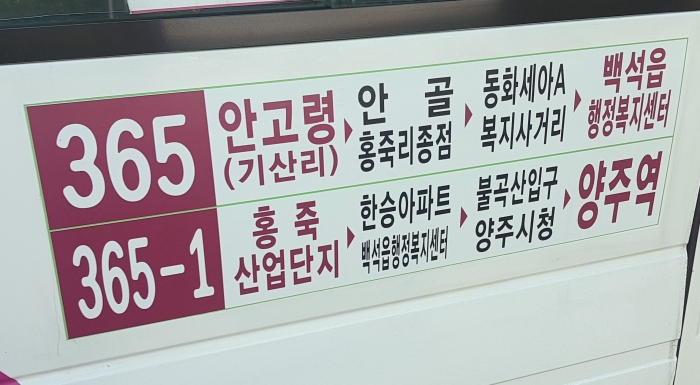 365 안고령 안 골 동화세아A 백석읍
(기산리) 홍죽리종점 복지사거리 행정복지센터
365-1 홍 죽 한승아파트 불곡산입구 양주역
산업단지 백석읍행정복지센터 양주시청